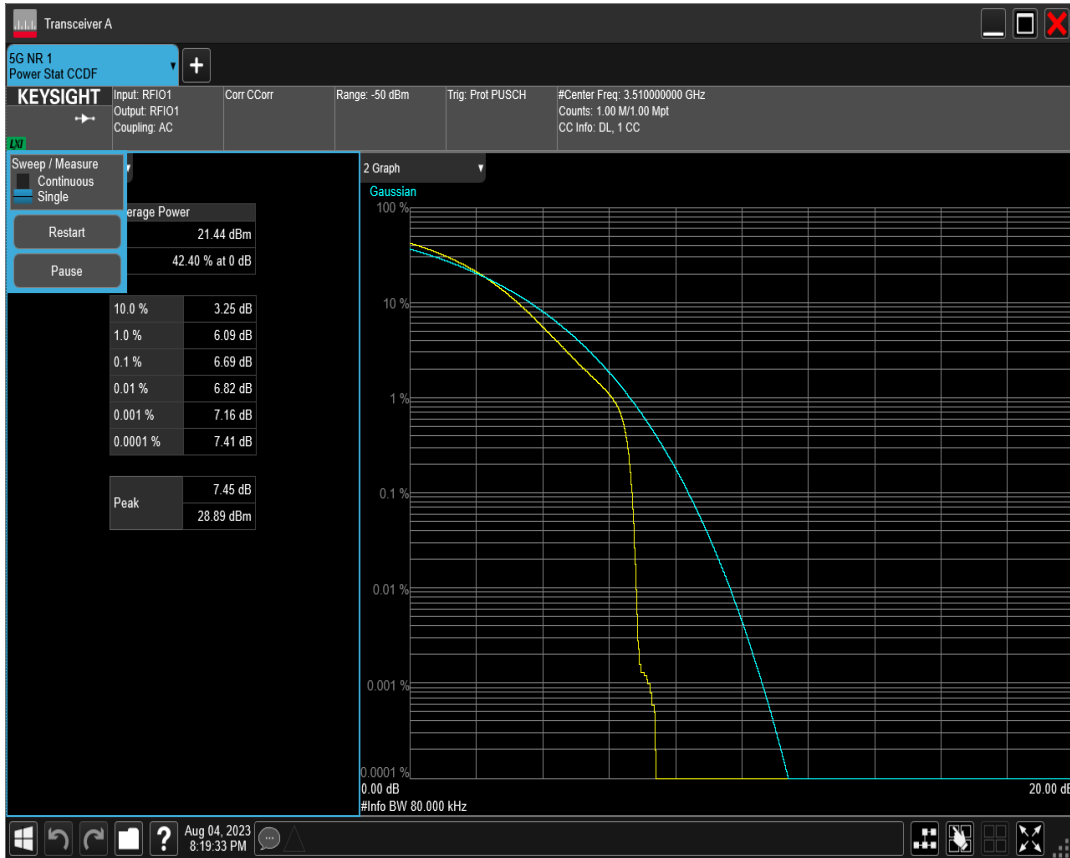 Transceiver A
5G NR 1
Power Stat CCDF
KEYSIGHT
LXI
Input: RFIO1
Output: RFIO1
Coupling: AC
Corr CCorr
Range: -50 dBm
Trig: Prot PUSCH
#Center Freq: 3.510000000 GHz
Counts: 1.00 M/1.00 Mpt
CC Info: DL, 1 CC
Sweep / Measure
Continuous
Single
Restart
Pause
erage Power
21.44 dBm
42.40 % at 0 dB
10.0 % 3.25 dB
1.0 % 6.09 dB
0.1 % 6.69 dB
0.01 % 6.82 dB
0.001 % 7.16 dB
0.0001 % 7.41 dB
Peak
7.45 dB
28.89 dBm
2 Graph
Gaussian
100 %
10 %
1 %
0.1 %
0.01 %
0.001 %
0.0001 %
0.00 dB
20.00 dB
#Info BW 80.000 kHz
?
Aug 04, 2023
8:19:33 PM